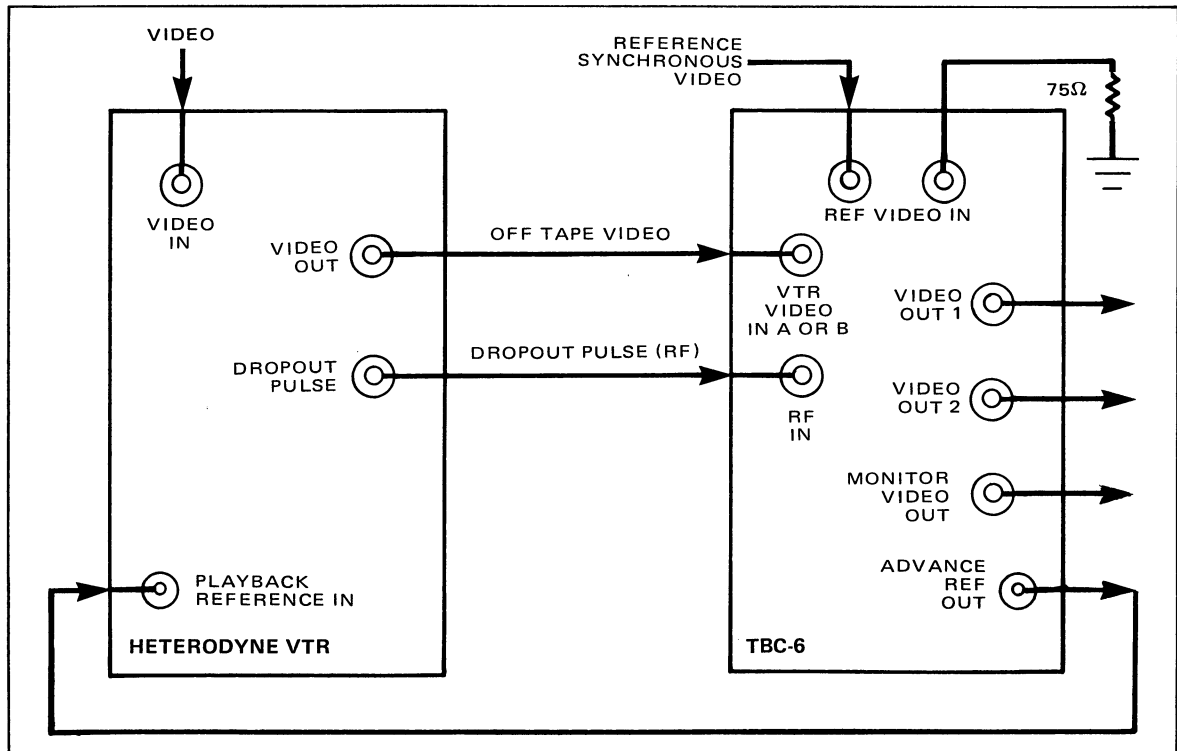 VIDEO
REFERENCE
SYNCHRONOUS
VIDEO
75Ω
VIDEO
IN
REF VIDEO IN
VIDEO
OUT
OFF TAPE VIDEO
VTR
VIDEO
IN A OR B
VIDEO
OUT 1
DROPOUT
PULSE
DROPOUT PULSE (RF)
RF
IN
VIDEO
OUT 2
MONITOR
VIDEO
OUT
PLAYBACK
REFERENCE IN
ADVANCE
REF
OUT
HETERODYNE VTR
TBC-6